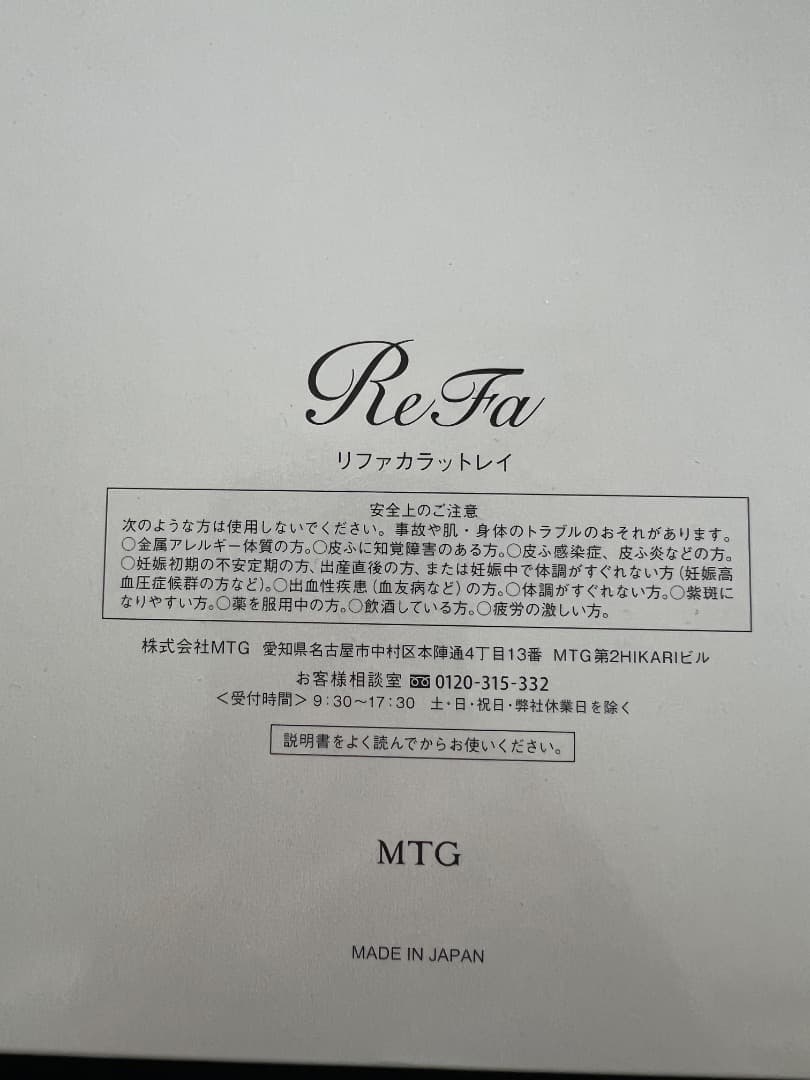 ReFa
リファカラットレイ
安全上のご注意
次のような方は使用しないでください。事故や肌・身体のトラブルのおそれがあります。
○金属アレルギー体質の方。○皮ふに知覚障害のある方。○皮ふ感染症、皮ふ炎などの方。
○妊娠初期の不安定期の方、出産直後の方、または妊娠中で体調がすぐれない方（妊娠高
血圧症候群の方など）。○出血性疾患（血友病など）の方。○体調がすぐれない方。○紫斑に
なりやすい方。○薬を服用中の方。○飲酒している方。○疲労の激しい方。
株式会社MTG 愛知県名古屋市中村区本陣通4丁目13番 MTG第2HIKARIビル
お客様相談室 0120-315-332
＜受付時間＞9：30～17：30 土・日・祝日・弊社休業日を除く
説明書をよく読んでからお使いください。
MTG
MADE IN JAPAN